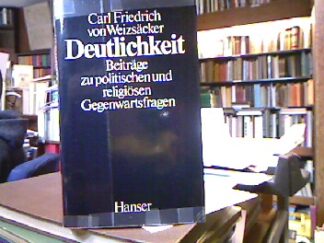 Carl Friedrich
von Weizsäcker
Deutlichkeit
Beiträge
zu politischen und
religiösen
Gegenwartsfragen
Hanser